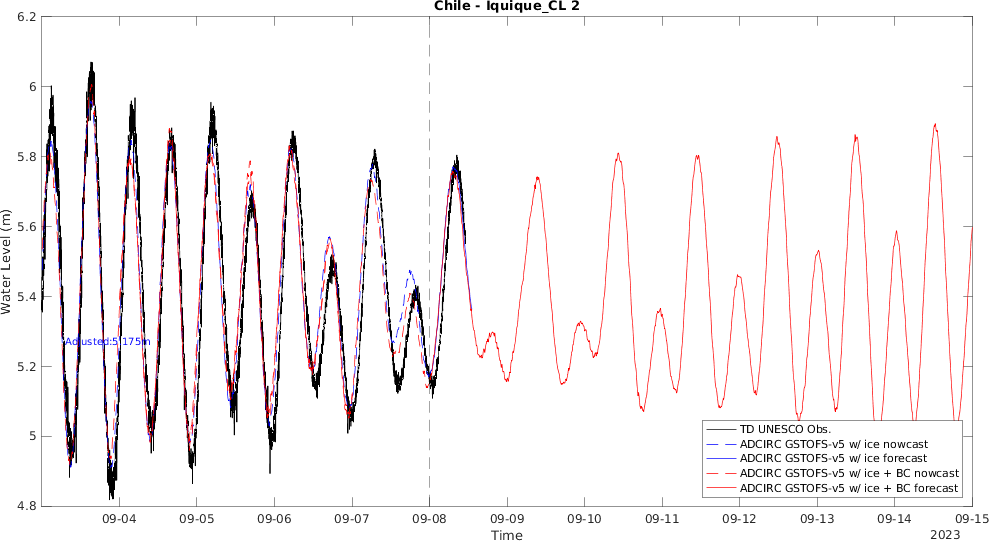 Chile - Iquique_CL 2
6.2
6
5.8
5.6
5.4
5.2
5
4.8
Water Level (m)
Adjusted:5.175m
TD UNESCO Obs.
ADCIRC GSTOFS-v5 w/ ice nowcast
ADCIRC GSTOFS-v5 w/ ice forecast
ADCIRC GSTOFS-v5 w/ ice + BC nowcast
ADCIRC GSTOFS-v5 w/ ice + BC forecast
09-04 09-05 09-06 09-07 09-08 09-09 09-10 09-11 09-12 09-13 09-14 09-15
Time
2023